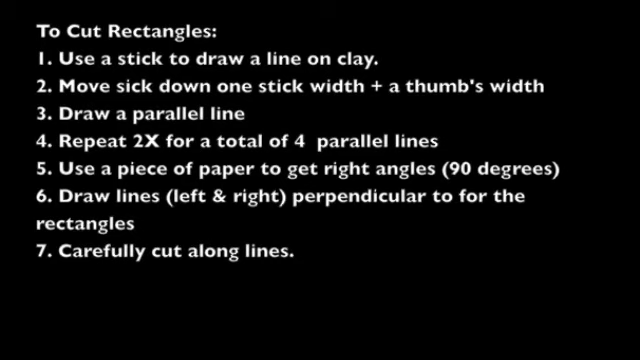 To Cut Rectangles:
1. Use a stick to draw a line on clay.
2. Move sick down one stick width + a thumb's width
3. Draw a parallel line
4. Repeat 2X for a total of 4  parallel lines
5. Use a piece of paper to get right angles (90 degrees)
6. Draw lines (left & right) perpendicular to for the
rectangles
7. Carefully cut along lines.